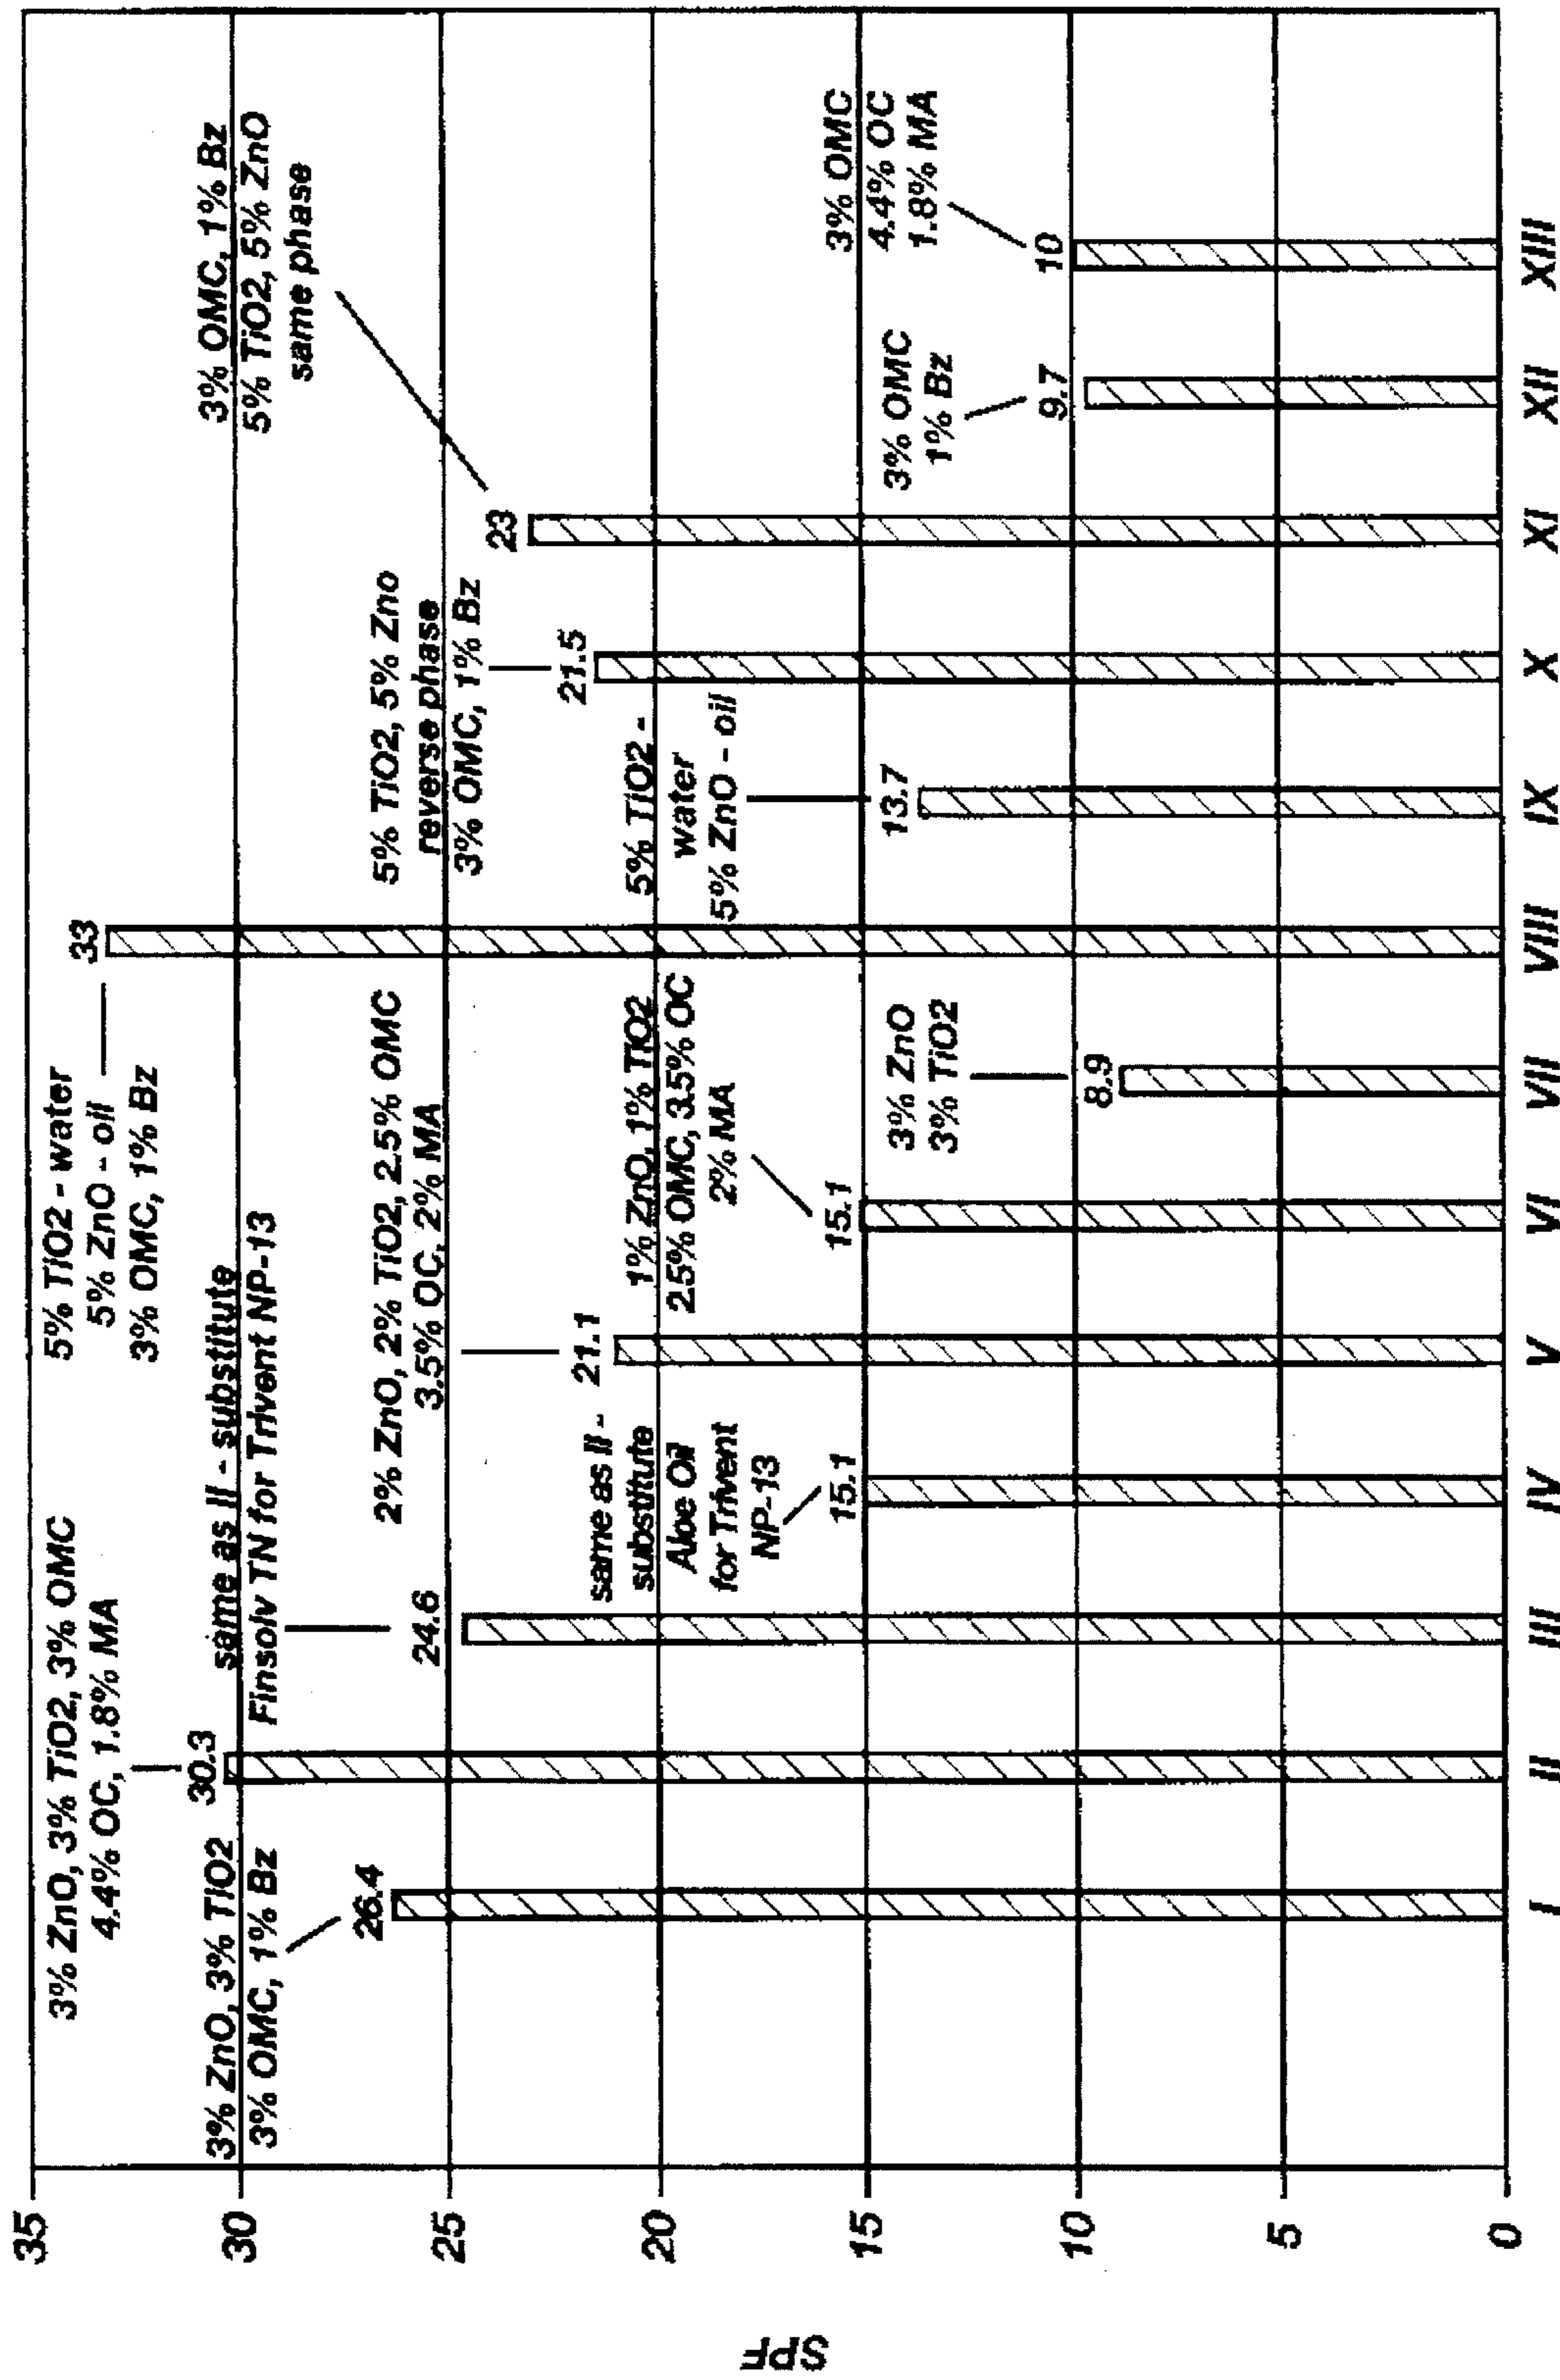 SPF
35
30
25
20
15
10
5
0
3% ZnO, 3% TiO2
3% OMC, 1% Bz
26.4
3% ZnO, 3% TiO2, 3% OMC
4.4% OC, 1.8% MA
30.3
same as II - substitute
Finsolv TN for Trivent NP-13
24.6
same as II -
substitute
Aloe Oil
for Trivent
NP-13
15.1
2% ZnO, 2% TiO2, 2.5% OMC
3.5% OC, 2% MA
21.1
1% ZnO, 1% TiO2
2.5% OMC, 3.5% OC
2% MA
15.1
3% ZnO
3% TiO2
8.9
5% TiO2 - water
5% ZnO - oil
3% OMC, 1% Bz
33
5% TiO2 -
water
5% ZnO - oil
13.7
5% TiO2, 5% Zno
reverse phase
3% OMC, 1% Bz
21.5
3% OMC, 1% Bz
5% TiO2, 5% ZnO
same phase
23
3% OMC
1% Bz
9.7
3% OMC
4.4% OC
1.8% MA
10
I II III IV V VI VII VIII IX X XI XII XIII